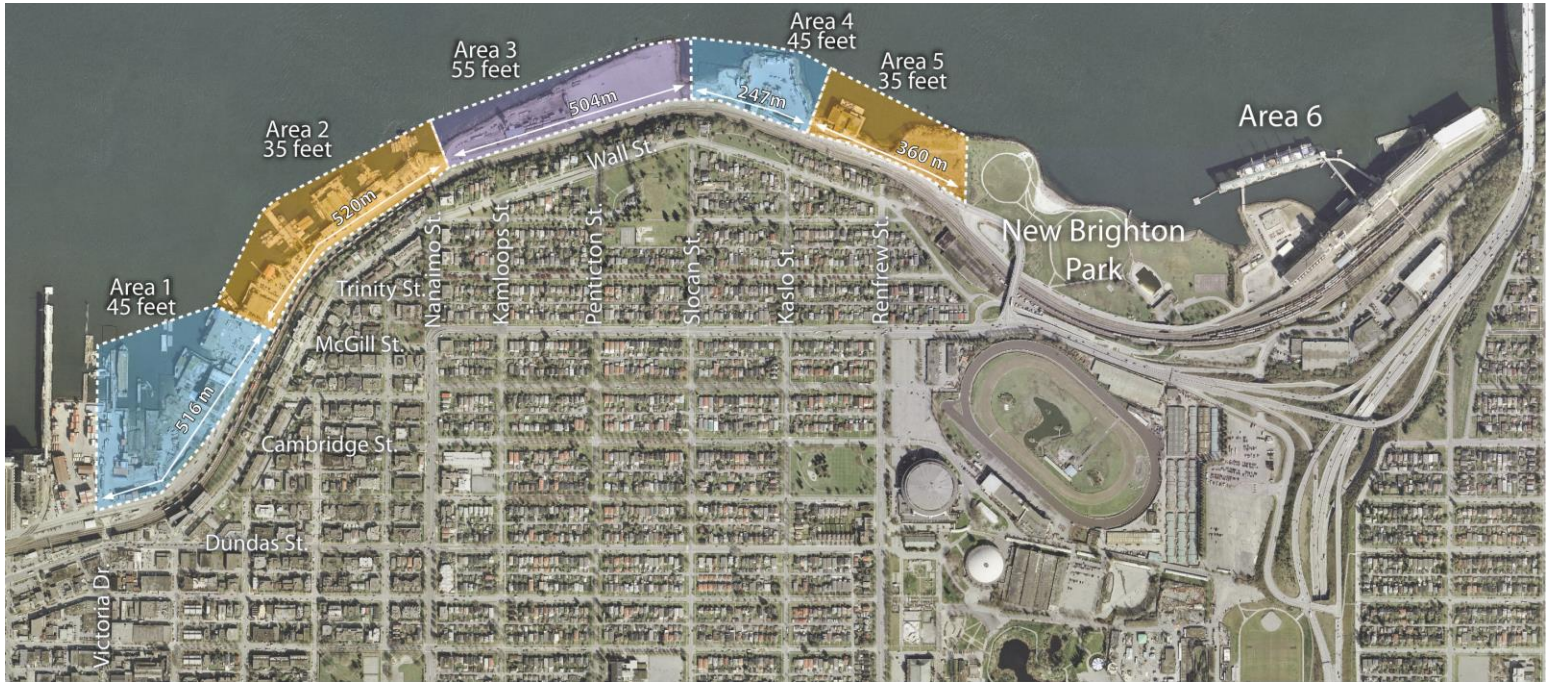 Area 4
45 feet
Area 3
55 feet
Area 5
35 feet
504m
247m
Area 6
Area 2
35 feet
360 m
Wall St.
520m
New Brighton
Park
Nanaimo St.
Kamloops St.
Penticton St.
Slocan St.
Kaslo St.
Renfrew St.
Area 1
45 feet
Trinity St.
McGill St.
516 m
Cambridge St.
Dundas St.
Victoria Dr.